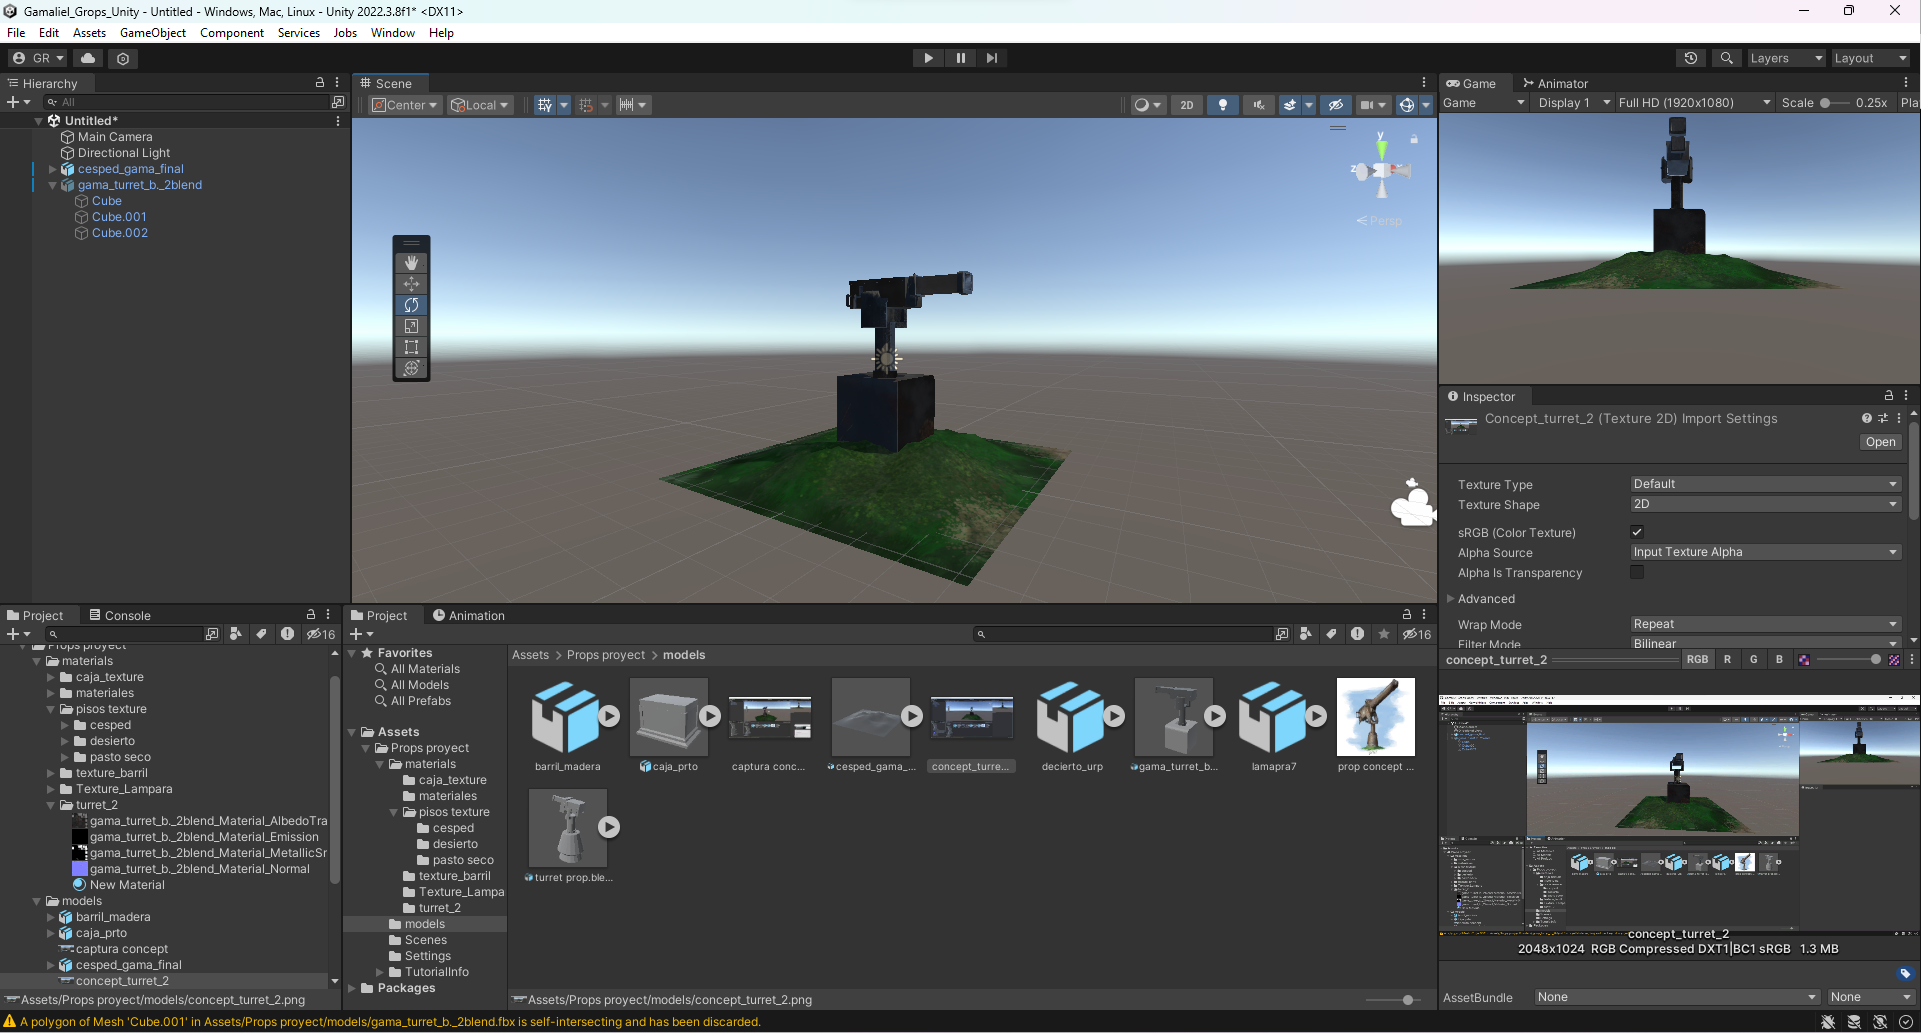 Gamaliel_Grops_Unity - Untitled - Windows, Mac, Linux - Unity 2022.3.8f1* <DX11>
File Edit Assets GameObject Component Services Jobs Window Help
GR
Layers
Layout
Hierarchy
All
Untitled*
Main Camera
Directional Light
cesped_gama_final
gama_turret_b._2blend
Cube
Cube.001
Cube.002
Scene
Center
Local
2D
y
z
Persp
Game
Animator
Game
Display 1
Full HD (1920x1080)
Scale
0.25x
Pla
Inspector
Concept_turret_2 (Texture 2D) Import Settings
Open
Texture Type
Default
Texture Shape
2D
sRGB (Color Texture)
Alpha Source
Input Texture Alpha
Alpha Is Transparency
Advanced
Wrap Mode
Repeat
Filter Mode
Bilinear
concept_turret_2
RGB
R
G
B
concept_turret_2
2048x1024 RGB Compressed DXT1|BC1 sRGB 1.3 MB
AssetBundle
None
None
Project
Console
16
Props proyect
materials
caja_texture
materiales
pisos texture
cesped
desierto
pasto seco
texture_barril
Texture_Lampara
turret_2
gama_turret_b._2blend_Material_AlbedoTra
gama_turret_b._2blend_Material_Emission
gama_turret_b._2blend_Material_MetallicSr
gama_turret_b._2blend_Material_Normal
New Material
models
barril_madera
caja_prto
captura concept
cesped_gama_final
concept_turret_2
Assets/Props proyect/models/concept_turret_2.png
Project
Animation
16
Favorites
All Materials
All Models
All Prefabs
Assets
Props proyect
materials
caja_texture
materiales
pisos texture
cesped
desierto
pasto seco
texture_barril
Texture_Lampa
turret_2
models
Scenes
Settings
TutorialInfo
Packages
Assets > Props proyect > models
barril_madera
caja_prto
captura conc...
cesped_gama_...
concept_turre...
decierto_urp
gama_turret_b...
lamapra7
prop concept ...
turret prop.ble...
Assets/Props proyect/models/concept_turret_2.png
A polygon of Mesh 'Cube.001' in Assets/Props proyect/models/gama_turret_b._2blend.fbx is self-intersecting and has been discarded.